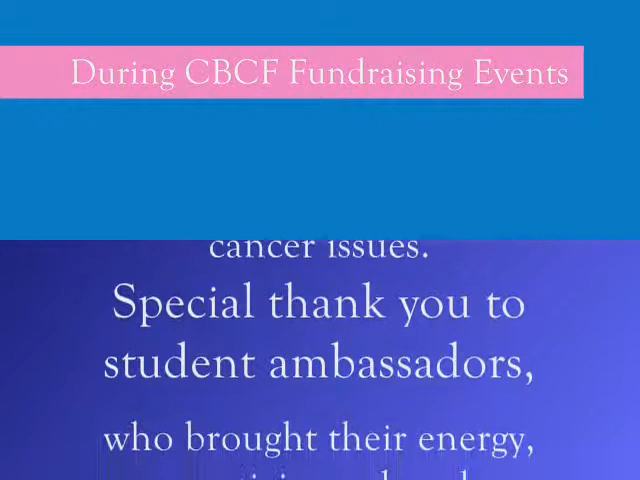 During CBCF Fundraising Events
cancer issues.
Special thank you to
student ambassadors,
who brought their energy,